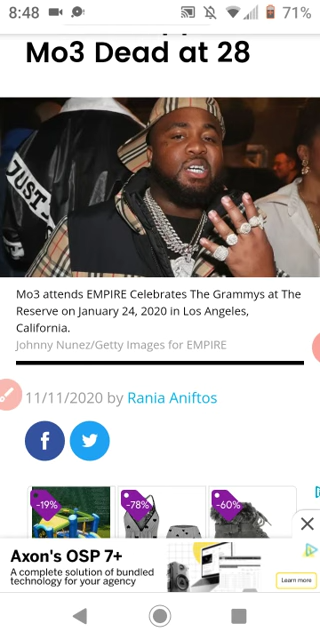 8:48
71%
Mo3 Dead at 28
JUST
Mo3 attends EMPIRE Celebrates The Grammys at The
Reserve on January 24, 2020 in Los Angeles,
California.
Johnny Nunez/Getty Images for EMPIRE
11/11/2020 by Rania Aniftos
-19%
-78%
-60%
Axon's OSP 7+
A complete solution of bundled
technology for your agency
Learn more